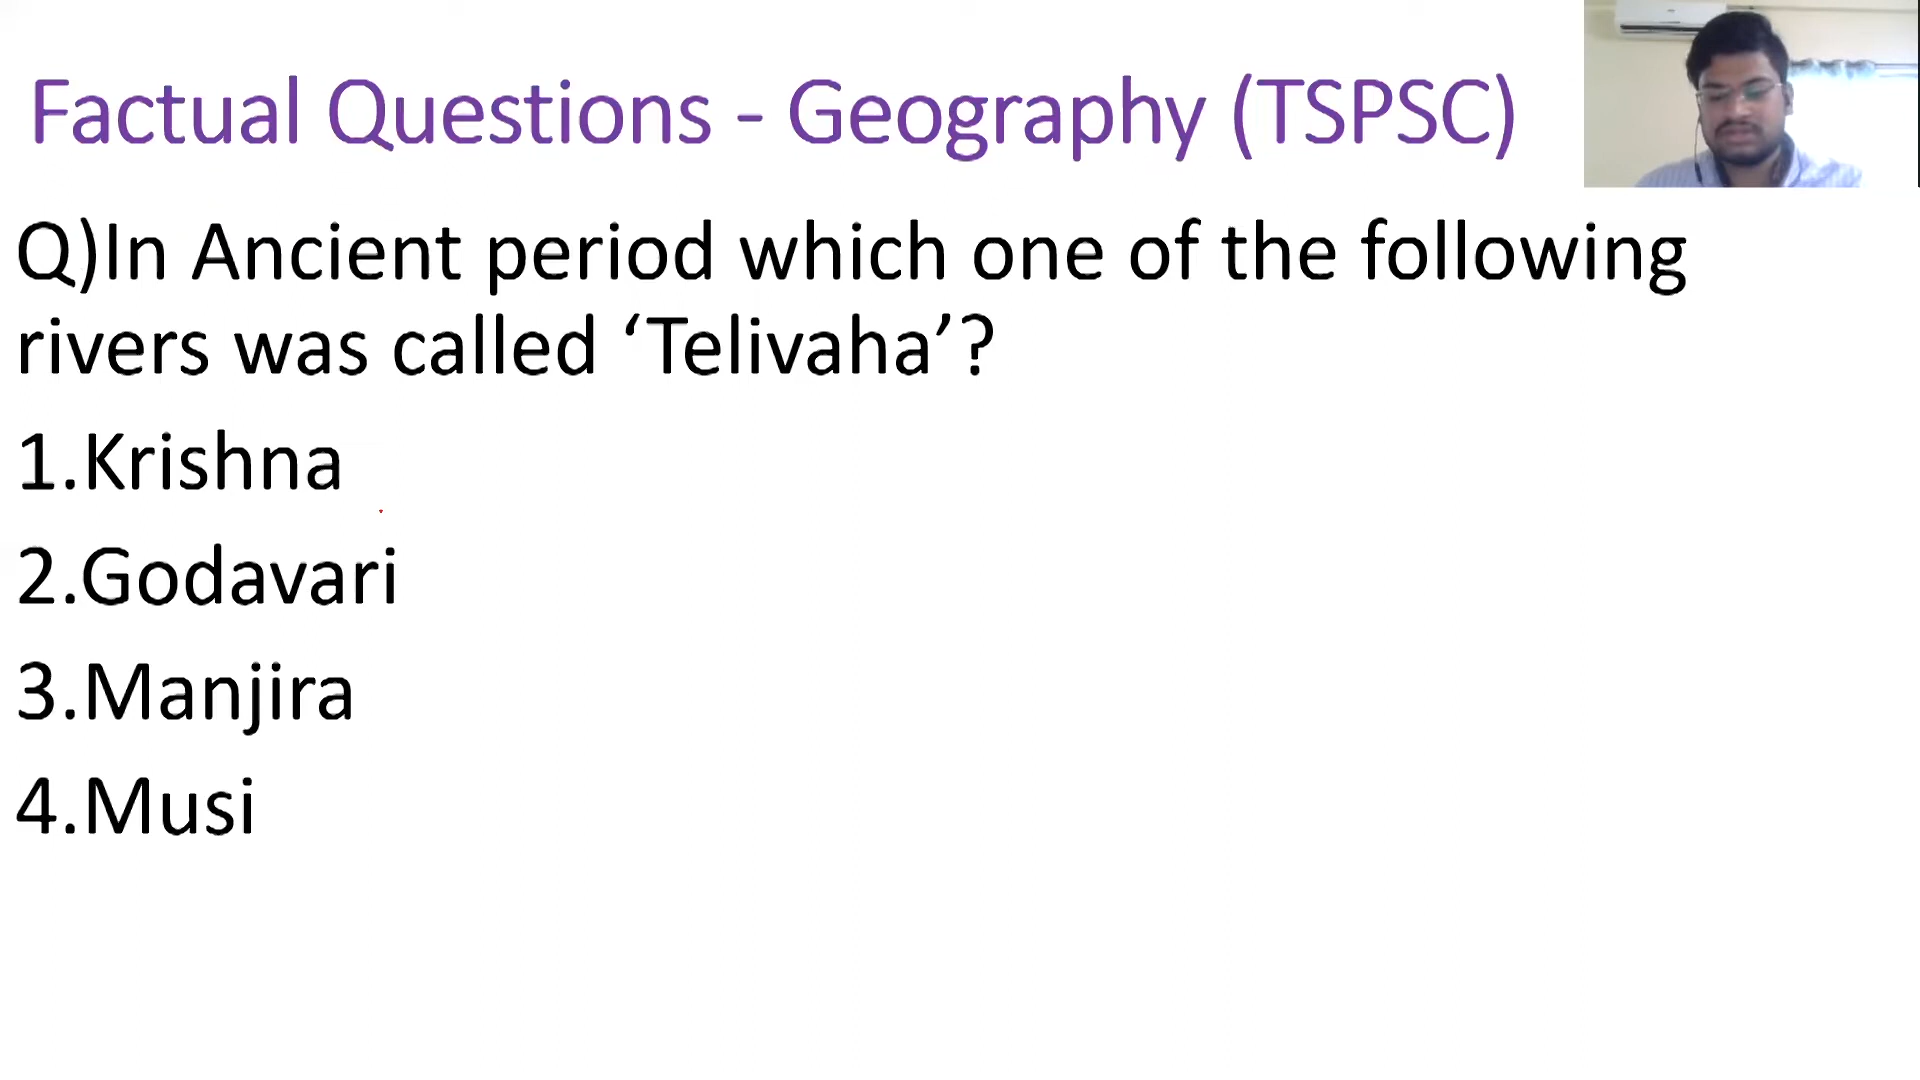 Factual Questions - Geography (TSPSC)
Q)In Ancient period which one of the following
rivers was called ‘Telivaha’?
1.Krishna
2.Godavari
3.Manjira
4.Musi